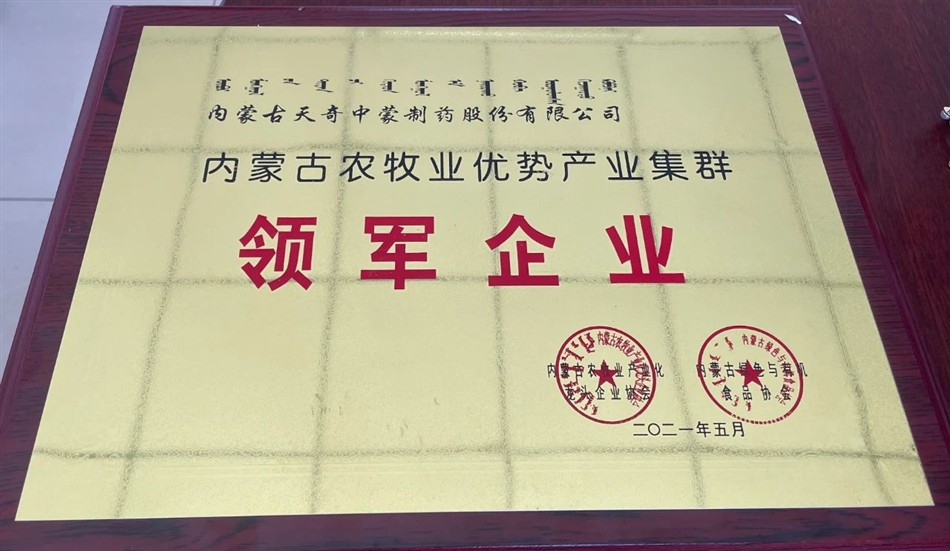 内蒙古天奇中蒙制药股份有限公司
内蒙古农牧业优势产业集群
领军企业
内蒙古农牧业产业化
龙头企业协会
内蒙古绿色与有机
食品协会
二〇二一年五月